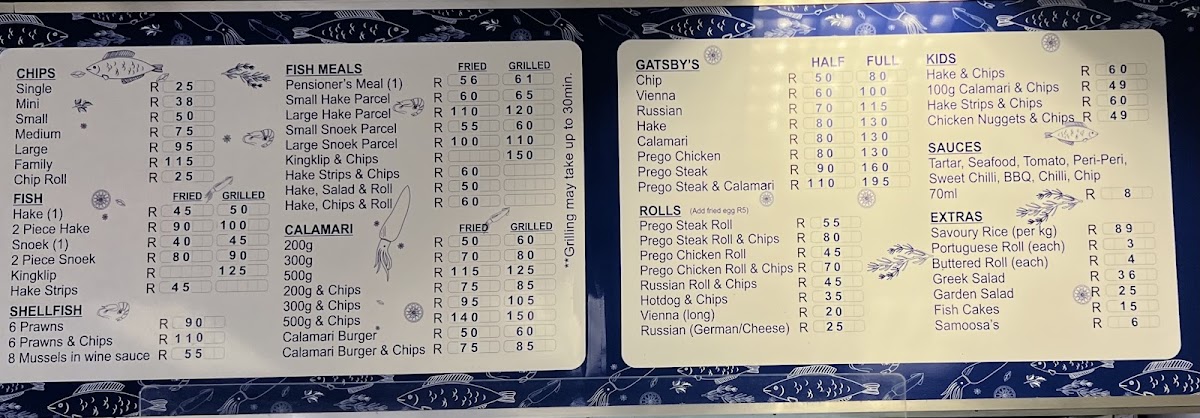 CHIPS
Single R 25
Mini R 38
Small R 50
Medium R 75
Large R 95
Family R 115
Chip Roll R 25
FISH FRIED GRILLED
Hake (1) R 45 50
2 Piece Hake R 90 100
Snoek (1) R 40 45
2 Piece Snoek R 80 90
Kingklip R 125
Hake Strips R 45
SHELLFISH
6 Prawns R 90
6 Prawns & Chips R 110
8 Mussels in wine sauce R 55
FISH MEALS FRIED GRILLED
Pensioner's Meal (1) R 56 61
Small Hake Parcel R 60 65
Large Hake Parcel R 110 120
Small Snoek Parcel R 55 60
Large Snoek Parcel R 100 110
Kingklip & Chips R 150
Hake Strips & Chips R 60
Hake, Salad & Roll R 50
Hake, Chips & Roll R 60
CALAMARI FRIED GRILLED
200g R 50 60
300g R 70 80
500g R 115 125
200g & Chips R 75 85
300g & Chips R 95 105
500g & Chips R 140 150
Calamari Burger R 50 60
Calamari Burger & Chips R 75 85
**Grilling may take up to 30min.
GATSBY'S HALF FULL
Chip R 50 80
Vienna R 60 100
Russian R 70 115
Hake R 80 130
Calamari R 80 130
Prego Chicken R 80 130
Prego Steak R 90 160
Prego Steak & Calamari R 110 195
ROLLS (Add fried egg R5)
Prego Steak Roll R 55
Prego Steak Roll & Chips R 80
Prego Chicken Roll R 45
Prego Chicken Roll & Chips R 70
Russian Roll & Chips R 45
Hotdog & Chips R 35
Vienna (long) R 20
Russian (German/Cheese) R 25
KIDS
Hake & Chips R 60
100g Calamari & Chips R 49
Hake Strips & Chips R 60
Chicken Nuggets & Chips R 49
SAUCES
Tartar, Seafood, Tomato, Peri-Peri,
Sweet Chilli, BBQ, Chilli, Chip
70ml R 8
EXTRAS
Savoury Rice (per kg) R 89
Portuguese Roll (each) R 3
Buttered Roll (each) R 4
Greek Salad R 36
Garden Salad R 25
Fish Cakes R 15
Samoosa's R 6